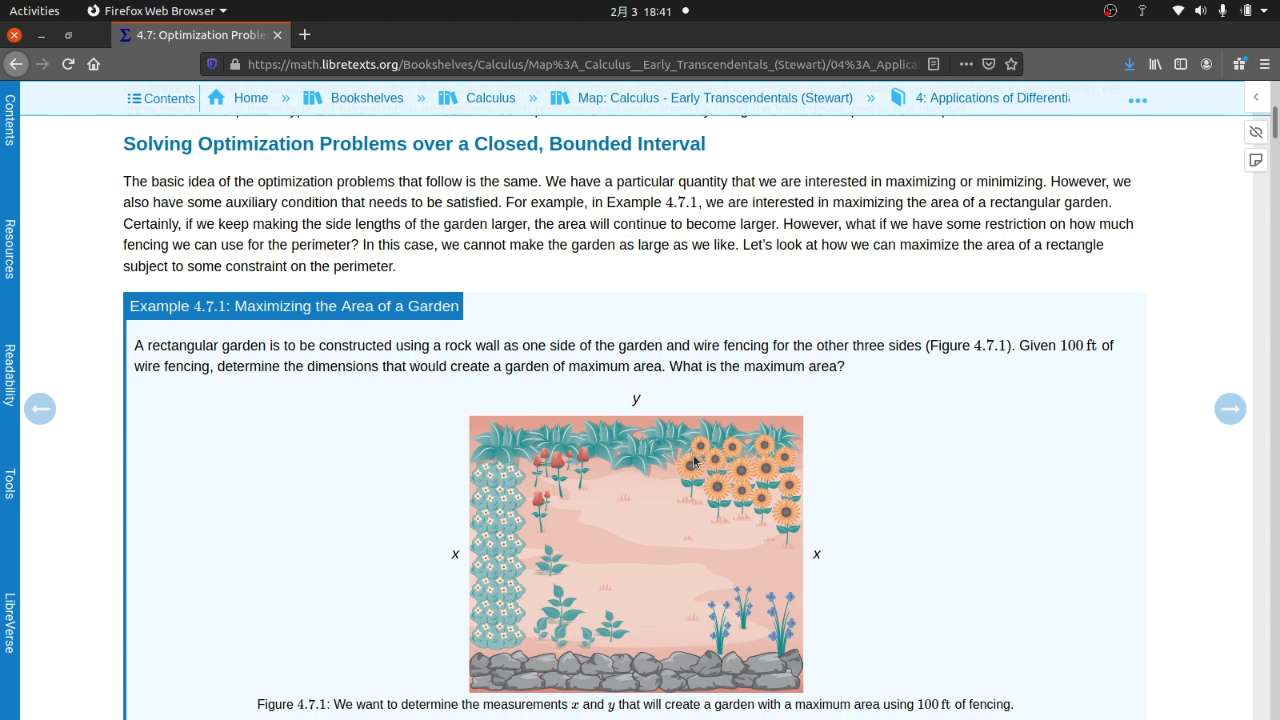 Activities
Firefox Web Browser
2月 3 18:41
4.7: Optimization Proble
https://math.libretexts.org/Bookshelves/Calculus/Map%3A_Calculus__Early_Transcendentals_(Stewart)/04%3A_Applica
Contents
Home » Bookshelves » Calculus » Map: Calculus - Early Transcendentals (Stewart) » 4: Applications of Differenti
Contents
Resources
Readability
Tools
LibreVerse
Solving Optimization Problems over a Closed, Bounded Interval
The basic idea of the optimization problems that follow is the same. We have a particular quantity that we are interested in maximizing or minimizing. However, we
also have some auxiliary condition that needs to be satisfied. For example, in Example 4.7.1, we are interested in maximizing the area of a rectangular garden.
Certainly, if we keep making the side lengths of the garden larger, the area will continue to become larger. However, what if we have some restriction on how much
fencing we can use for the perimeter? In this case, we cannot make the garden as large as we like. Let's look at how we can maximize the area of a rectangle
subject to some constraint on the perimeter.
Example 4.7.1: Maximizing the Area of a Garden
A rectangular garden is to be constructed using a rock wall as one side of the garden and wire fencing for the other three sides (Figure 4.7.1). Given 100 ft of
wire fencing, determine the dimensions that would create a garden of maximum area. What is the maximum area?
y
x
x
Figure 4.7.1: We want to determine the measurements x and y that will create a garden with a maximum area using 100 ft of fencing.